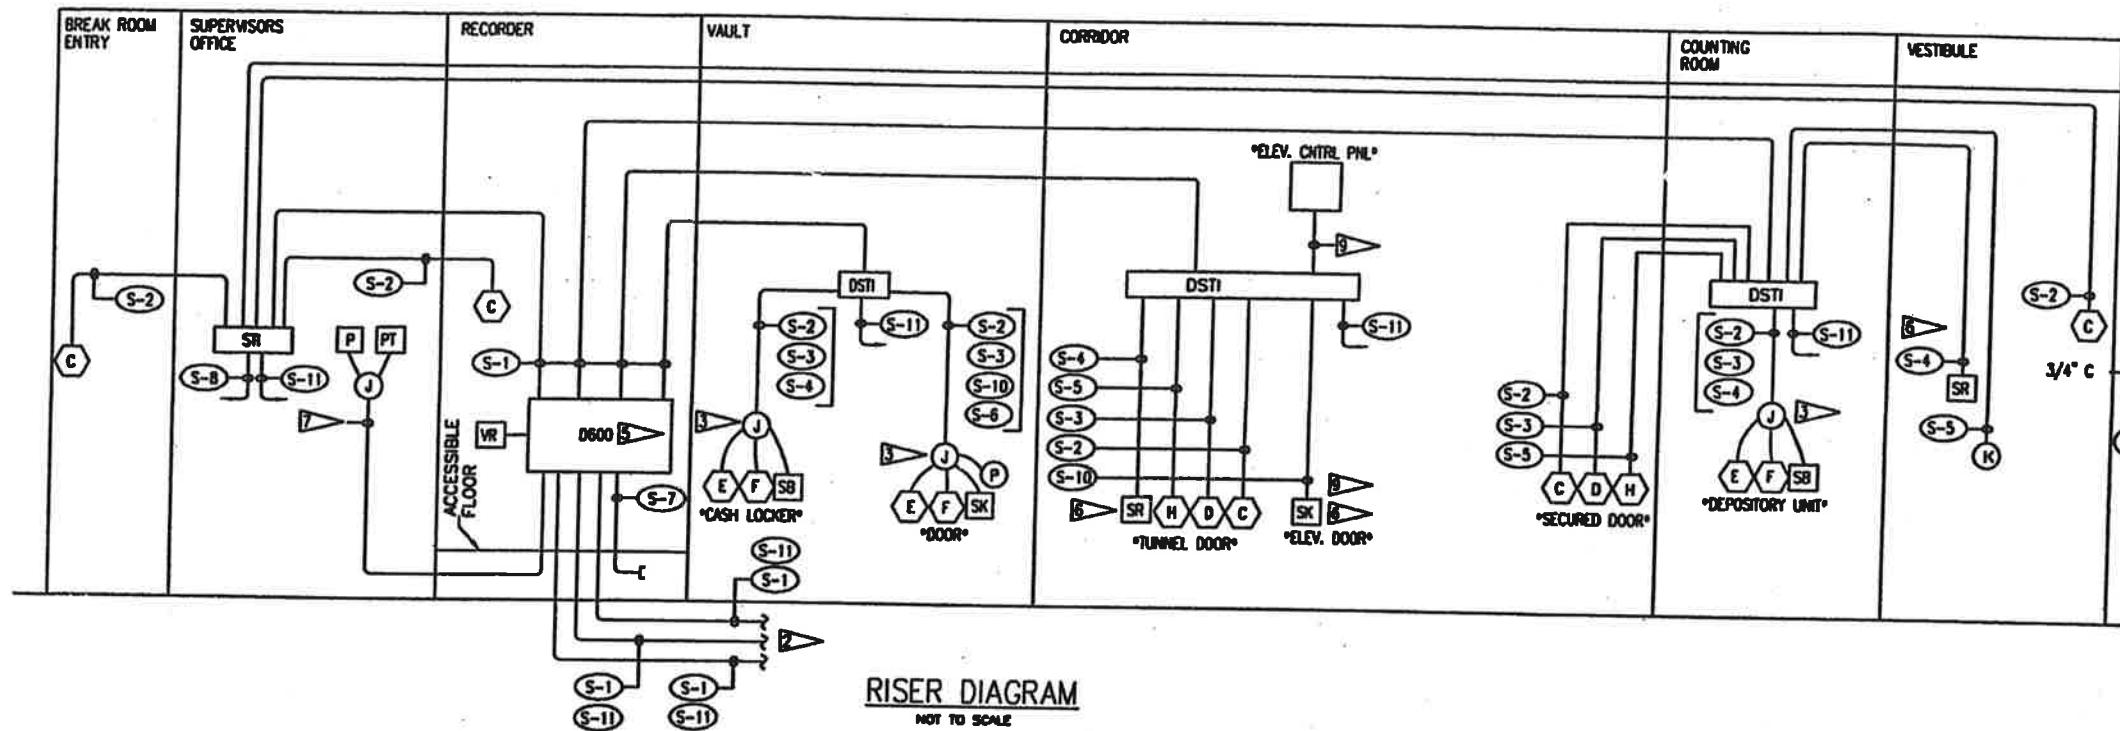 BREAK ROOM
ENTRY
SUPERVISORS
OFFICE
RECORDER
VAULT
CORRIDOR
COUNTING
ROOM
VESTIBULE
"ELEV. CNTRL PNL"
9
S-2
C
S-2
C
P
PT
J
7
S-8
S-11
S-1
VR
D600
5
S-7
ACCESSIBLE
FLOOR
DSTI
S-2
S-3
S-4
S-11
S-2
S-3
S-10
S-6
3
J
E
F
SB
"CASH LOCKER"
3
J
P
E
F
SK
"DOOR"
S-11
S-1
2
S-1
S-11
S-1
S-11
DSTI
S-11
S-4
S-5
S-3
S-2
S-10
6
SR
H
D
C
"TUNNEL DOOR"
SK
9
6
"ELEV. DOOR"
S-2
S-3
S-5
C
D
H
"SECURED DOOR"
DSTI
S-2
S-3
S-4
S-11
J
3
E
F
SB
"DEPOSITORY UNIT"
6
S-4
SR
S-5
K
S-2
C
3/4" C
RISER DIAGRAM
NOT TO SCALE